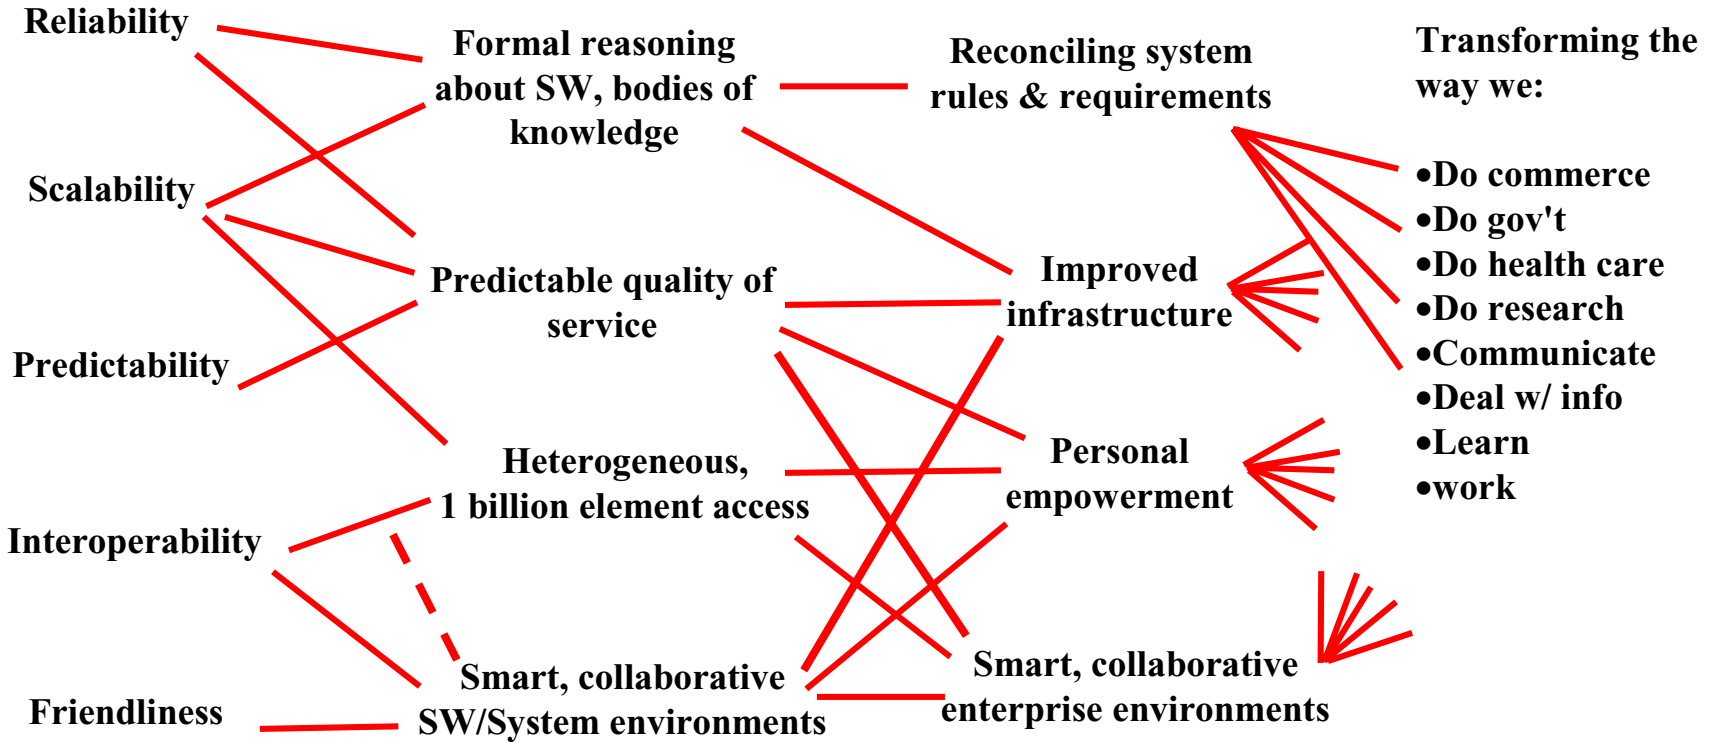 Reliability
Scalability
Predictability
Interoperability
Friendliness
Formal reasoning
about SW, bodies of
knowledge
Predictable quality of
service
Heterogeneous,
1 billion element access
Smart, collaborative
SW/System environments
Reconciling system
rules & requirements
Improved
infrastructure
Personal
empowerment
Smart, collaborative
enterprise environments
Transforming the
way we:
•Do commerce
•Do gov't
•Do health care
•Do research
•Communicate
•Deal w/ info
•Learn
•work